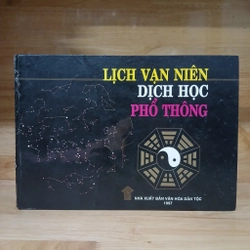 LỊCH VẠN NIÊN
DỊCH HỌC
PHỔ THÔNG
NHÀ XUẤT BẢN VĂN HÓA DÂN TỘC
1997